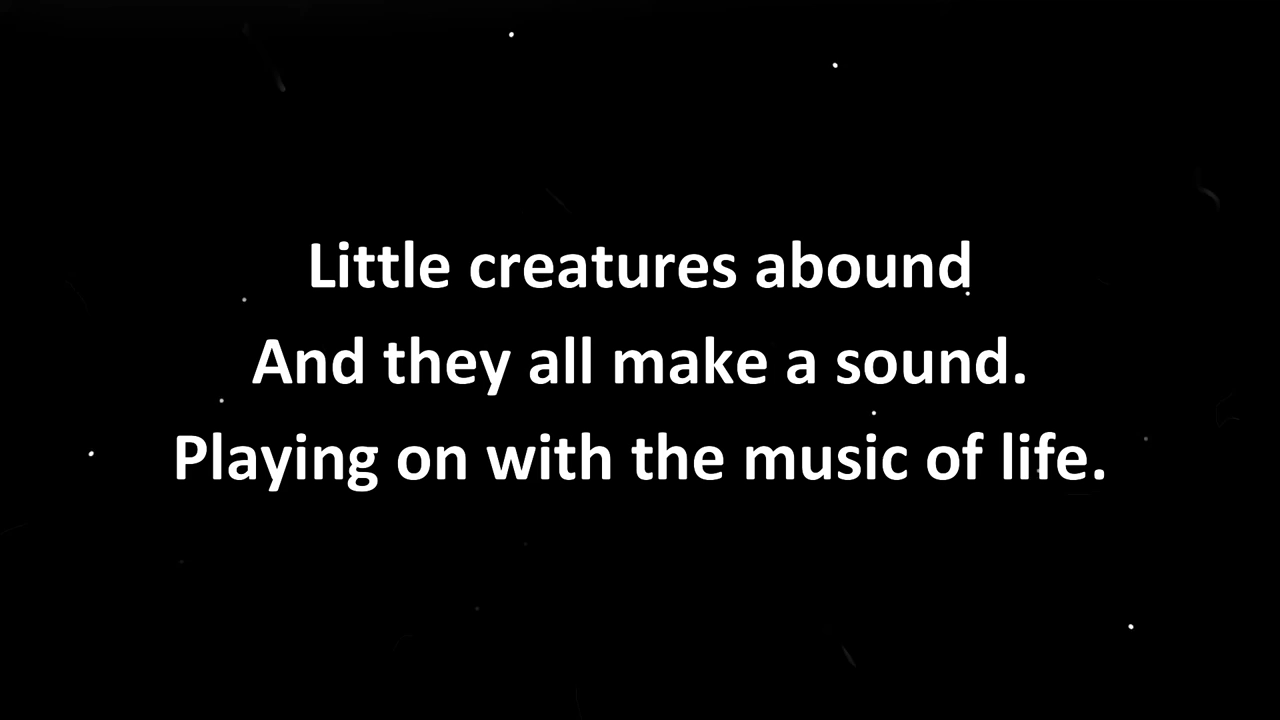 Little creatures abound
And they all make a sound.
Playing on with the music of life.